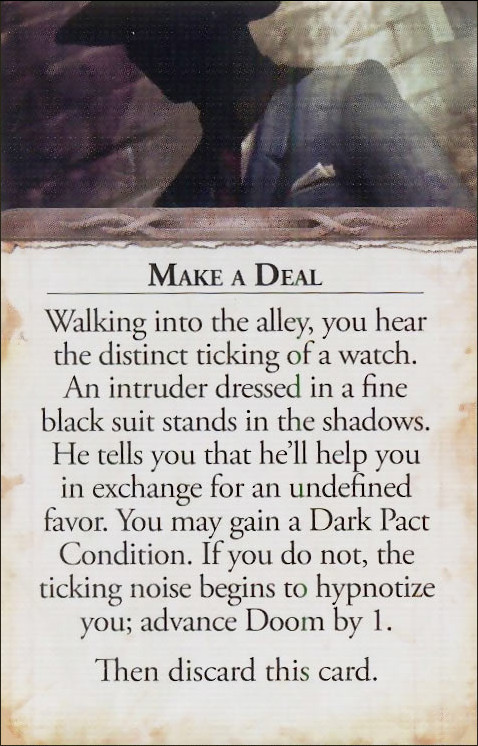 MAKE A DEAL
Walking into the alley, you hear
the distinct ticking of a watch.
An intruder dressed in a fine
black suit stands in the shadows.
He tells you that he'll help you
in exchange for an undefined
favor. You may gain a Dark Pact
Condition. If you do not, the
ticking noise begins to hypnotize
you; advance Doom by 1.
Then discard this card.